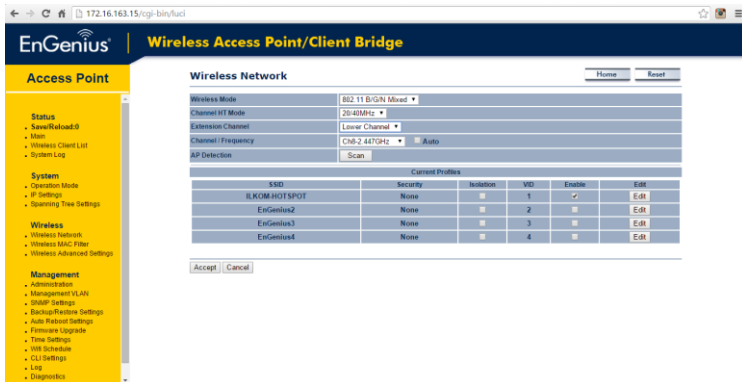 172.16.163.15/cgi-bin/luci
EnGenius®
Wireless Access Point/Client Bridge
Access Point
Status
Save/Reload:0
Main
Wireless Client List
System Log
System
Operation Mode
IP Settings
Spanning Tree Settings
Wireless
Wireless Network
Wireless MAC Filter
Wireless Advanced Settings
Management
Administration
Management VLAN
SNMP Settings
Backup/Restore Settings
Auto Reboot Settings
Firmware Upgrade
Time Settings
Wifi Schedule
CLI Settings
Log
Diagnostics
Wireless Network
Home Reset
Wireless Mode 802.11 B/G/N Mixed
Channel HT Mode 20/40MHz
Extension Channel Lower Channel
Channel / Frequency Ch8-2.447GHz Auto
AP Detection Scan
Current Profiles
SSID Security Isolation VID Enable Edit
ILKOM-HOTSPOT None 1 Edit
EnGenius2 None 2 Edit
EnGenius3 None 3 Edit
EnGenius4 None 4 Edit
Accept Cancel